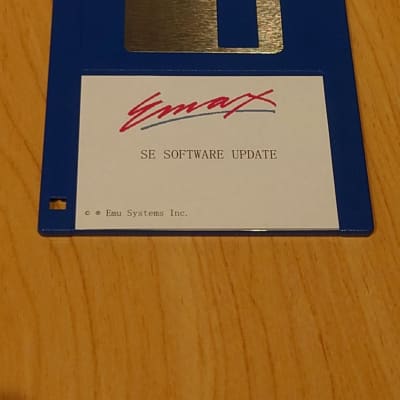 Emax
SE SOFTWARE UPDATE
© ® Emu Systems Inc.